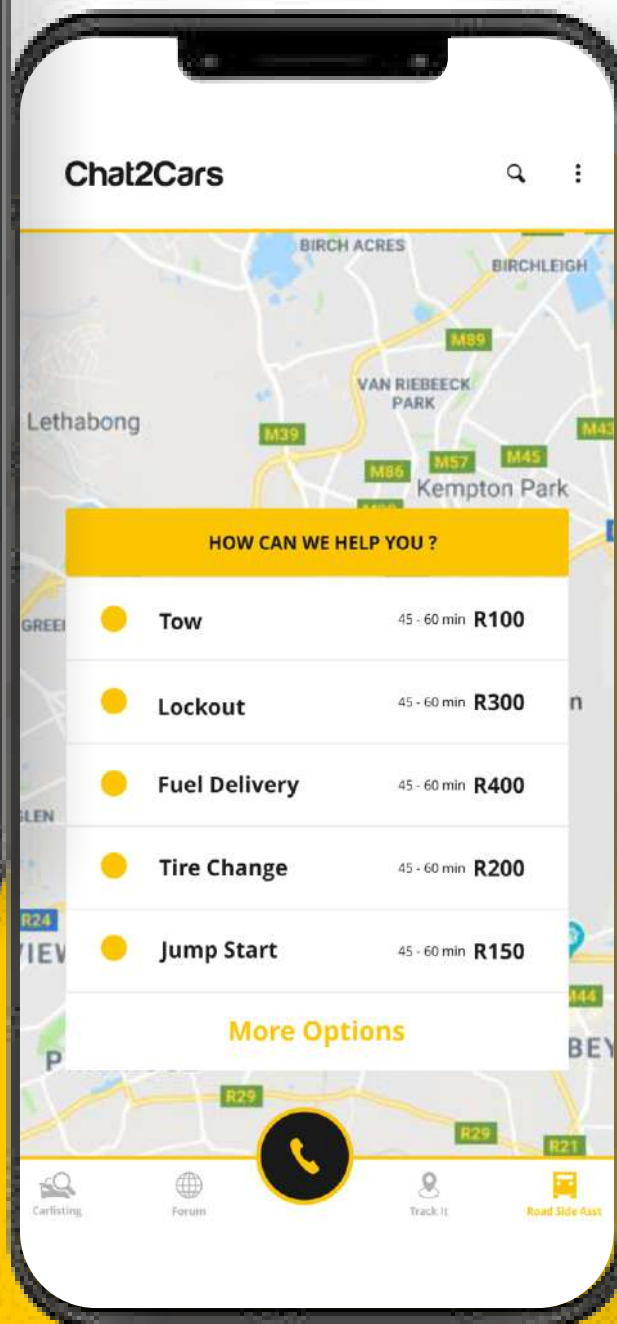 Chat2Cars
BIRCH ACRES
BIRCHLEIGH
M89
VAN RIEBEECK
PARK
Lethabong
M39
M43
M86
M57
M45
Kempton Park
HOW CAN WE HELP YOU ?
Tow 45 - 60 min R100
Lockout 45 - 60 min R300
Fuel Delivery 45 - 60 min R400
Tire Change 45 - 60 min R200
Jump Start 45 - 60 min R150
R24
M44
More Options
R29
R29
R21
Carlisting
Forum
Track It
Road Side Asst